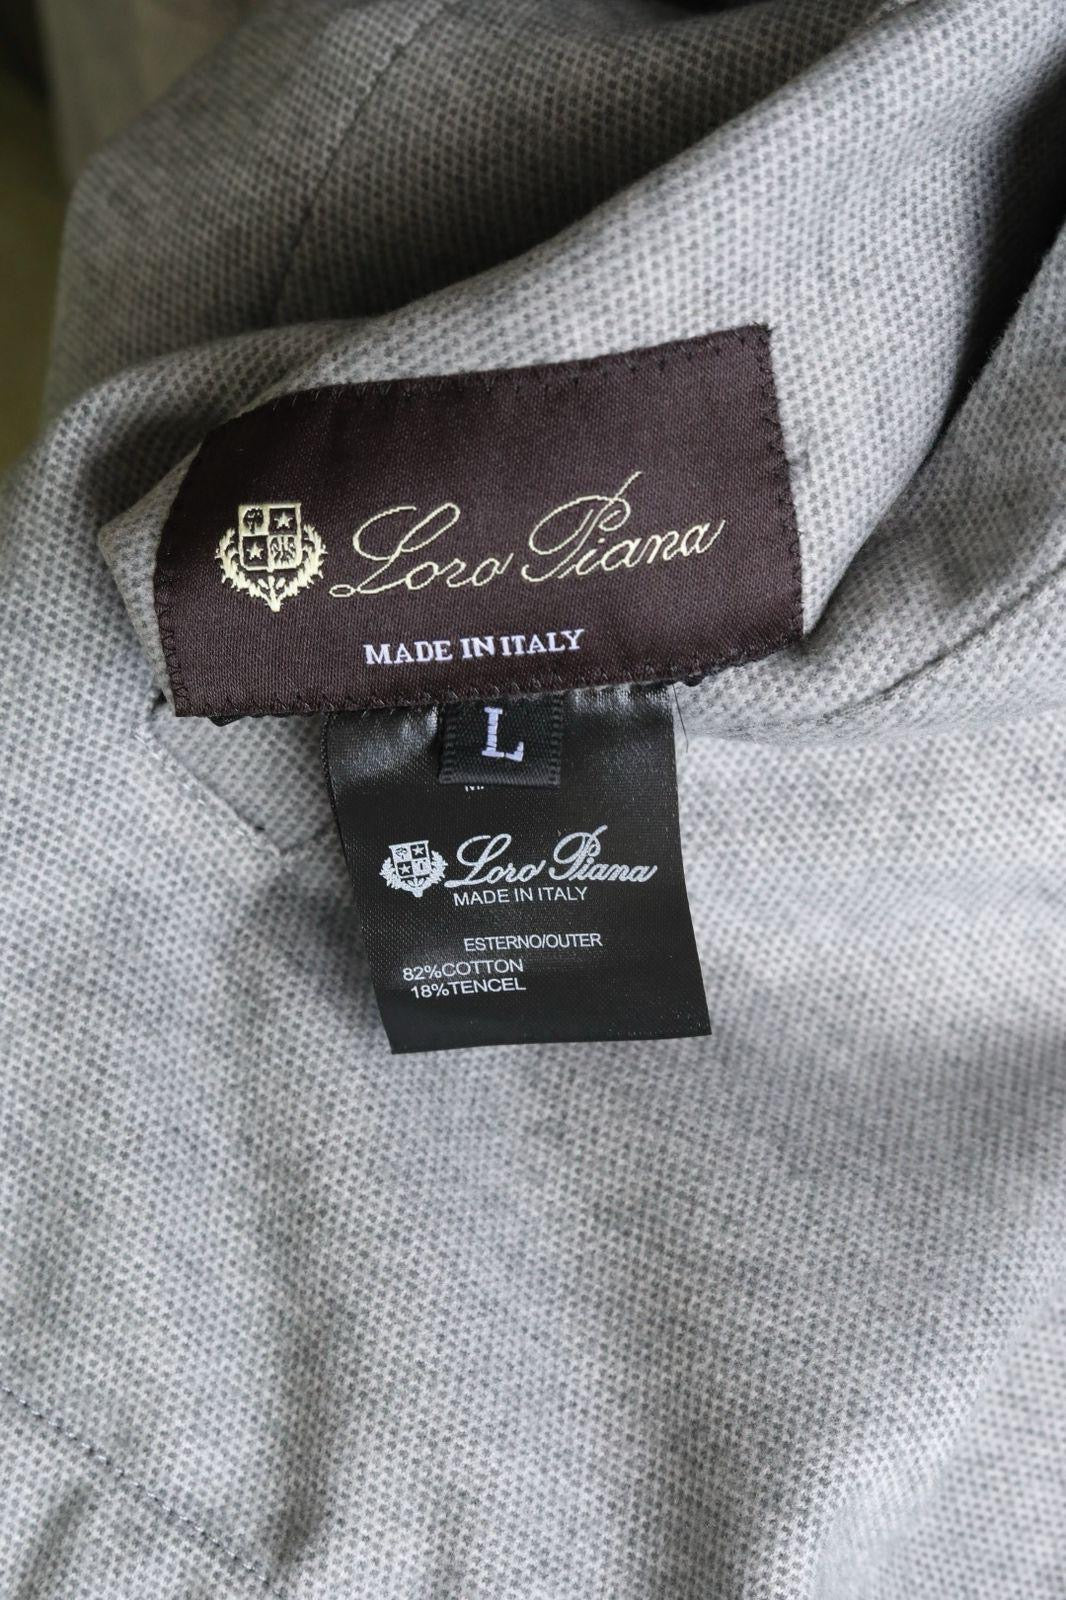 Loro Piana
MADE IN ITALY
L
Loro Piana
MADE IN ITALY
ESTERNO/OUTER
82%COTTON
18%TENCEL